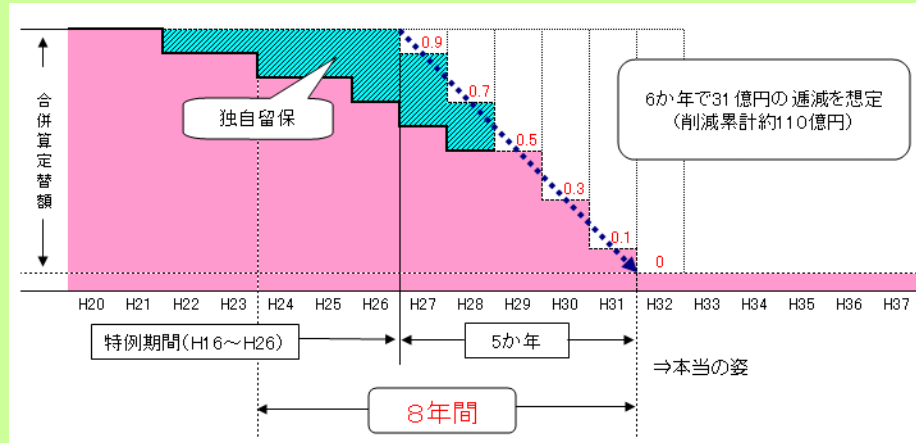 合併算定替額
独自留保
0.9
0.7
0.5
0.3
0.1
0
6か年で31億円の逓減を想定
(削減累計約110億円)
H20 H21 H22 H23 H24 H25 H26 H27 H28 H29 H30 H31 H32 H33 H34 H35 H36 H37
特例期間(H16~H26)
5か年
⇒本当の姿
8年間